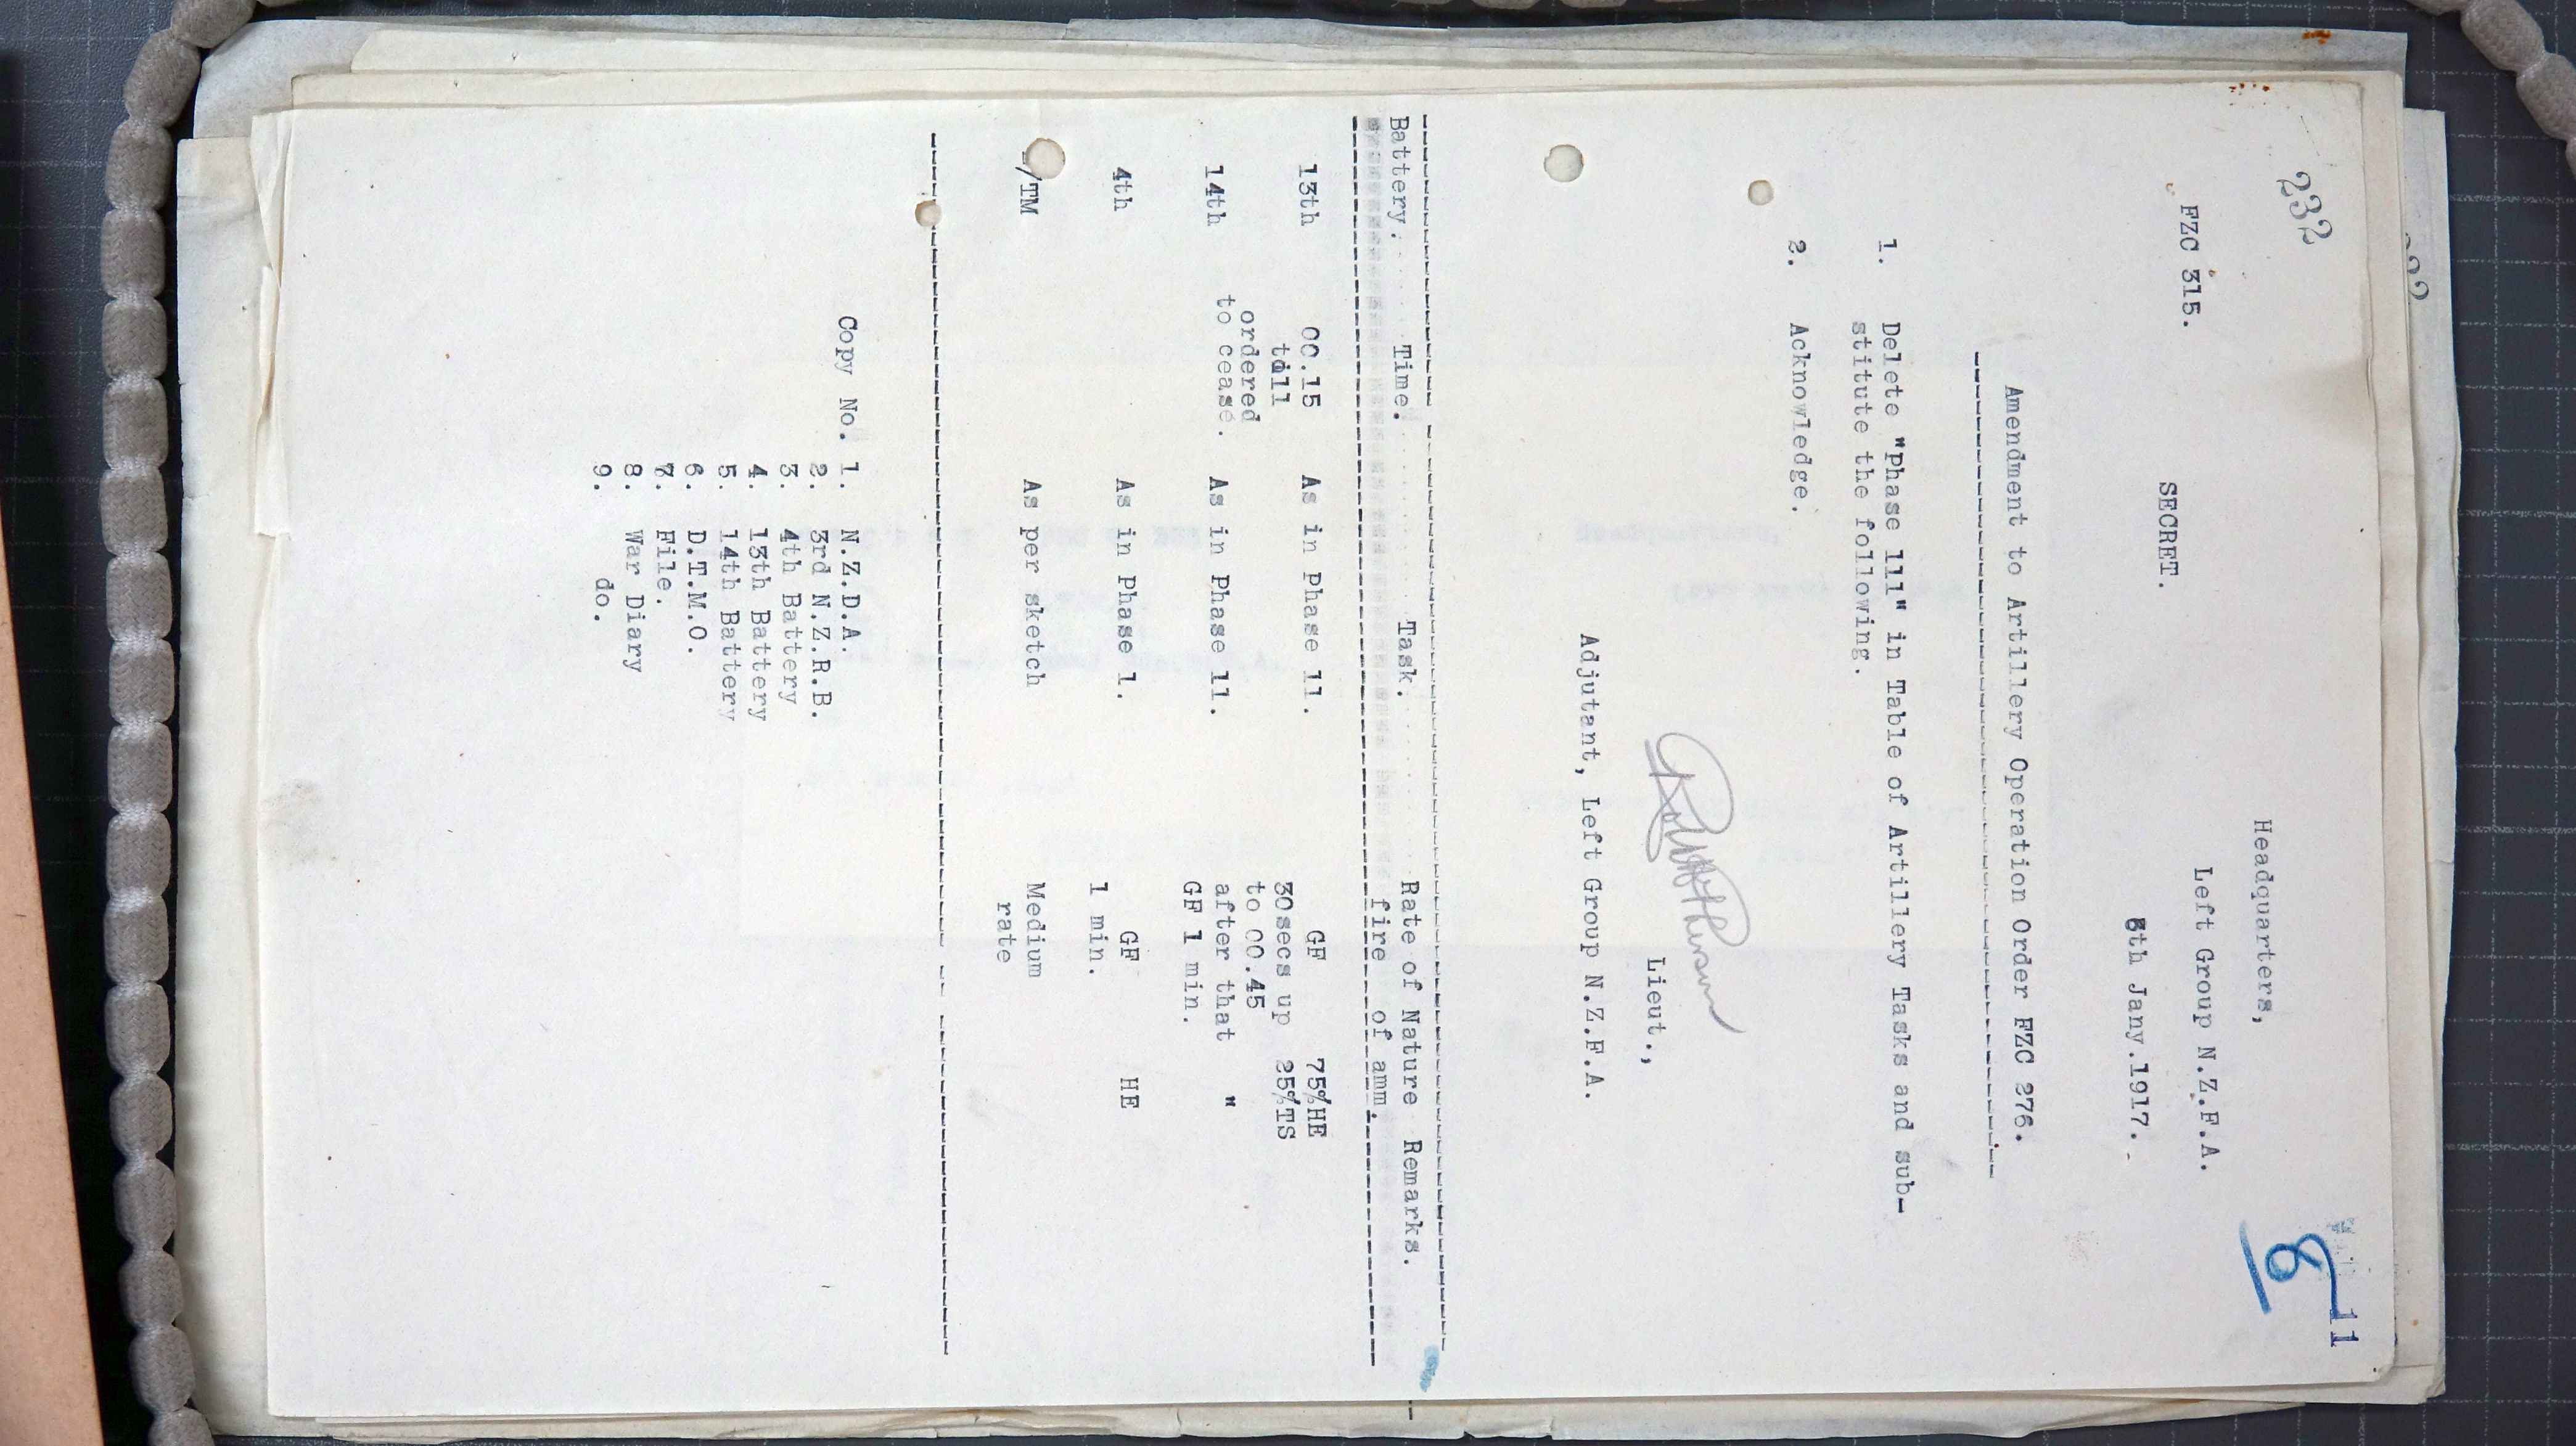 232
8
11
Headquarters,
FZC 315.
Left Group N.Z.F.A.
SECRET.
8th Jany.1917.
Amendment to Artillery Operation Order FZC 276.
1. Delete "Phase 111" in Table of Artillery Tasks and sub-
stitute the following.
2. Acknowledge.
Lieut.,
Adjutant, Left Group N.Z.F.A.
Battery. Time. Task. Rate of Nature Remarks.
fire of amm.
13th 00.15 As in Phase 11. GF 75%HE
till 30secs up 25%TS
ordered to 00.45
14th to cease. As in Phase 11. after that "
GF 1 min.
4th As in Phase 1. GF HE
1 min.
/TM As per sketch Medium
rate
Copy No. 1. N.Z.D.A.
2. 3rd N.Z.R.B.
3. 4th Battery
4. 13th Battery
5. 14th Battery
6. D.T.M.O.
7. File.
8. War Diary
9. do.